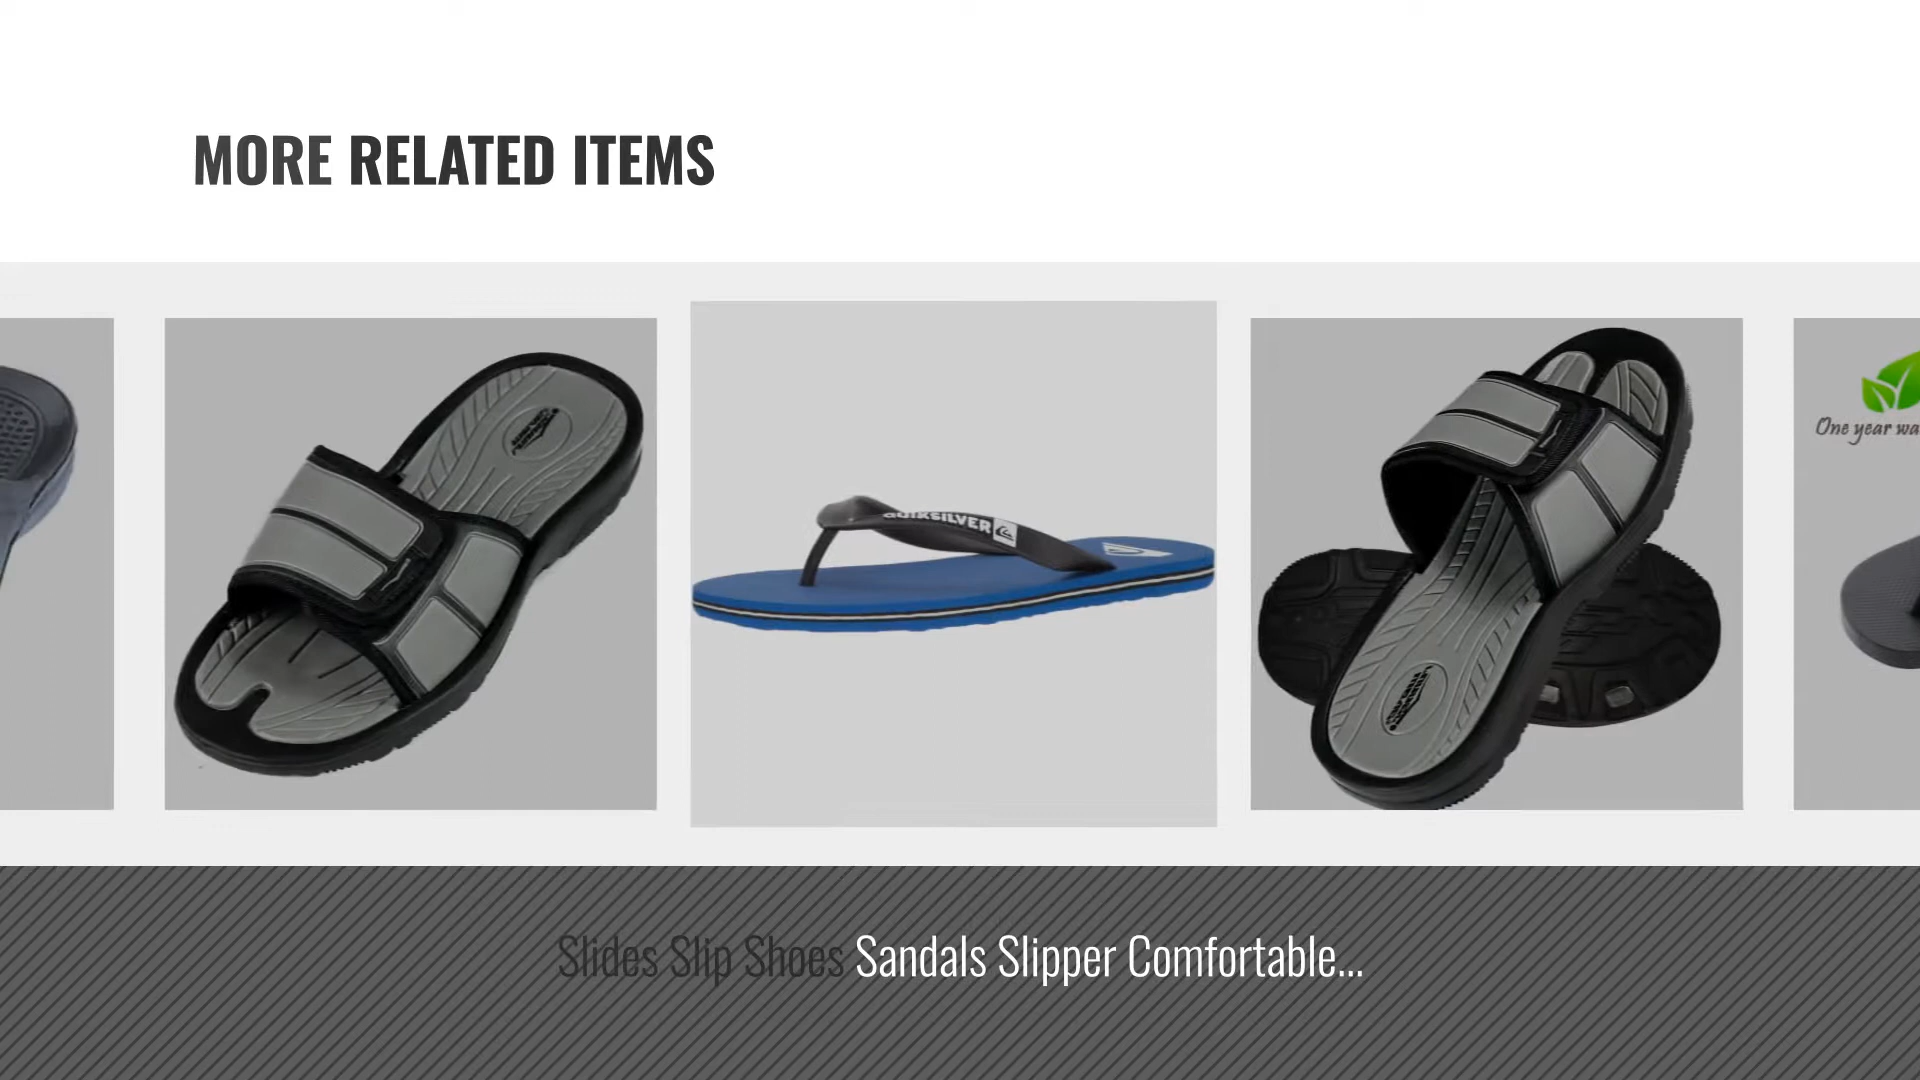 MORE RELATED ITEMS
One year wa
QUIKSILVER
Slides Slip Shoes Sandals Slipper Comfortable...